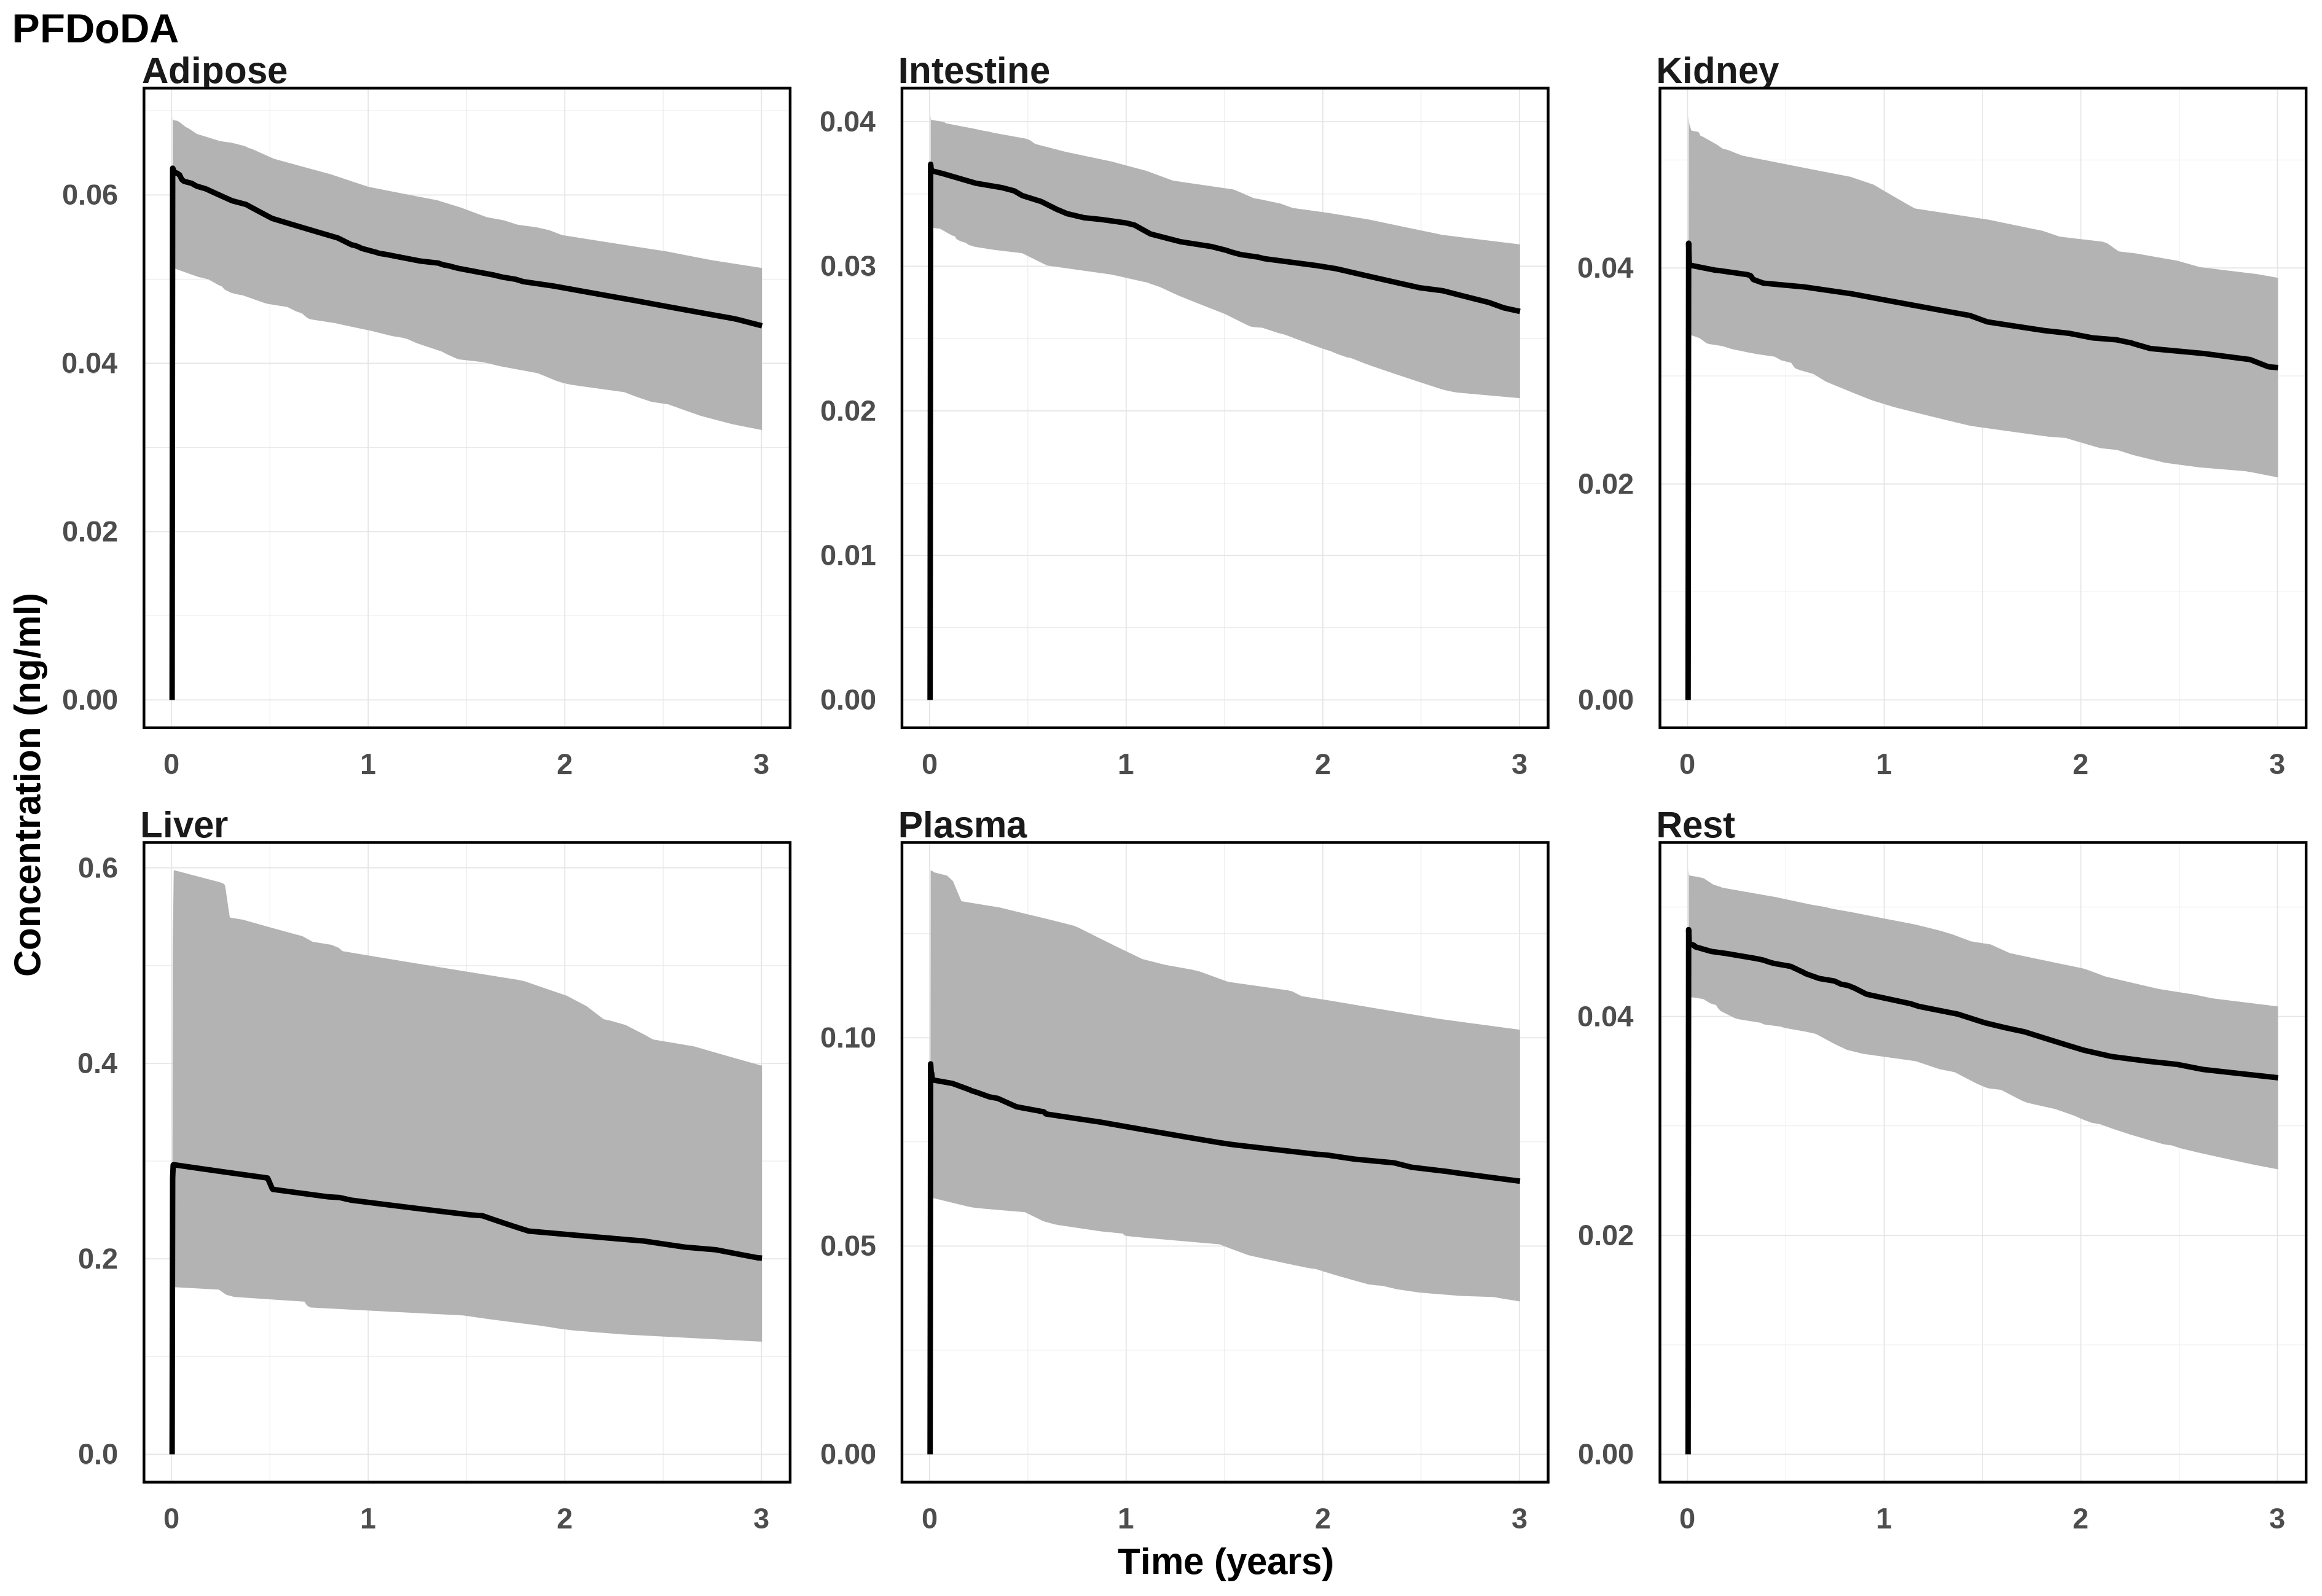 PFDoDA
Adipose Intestine Kidney
0.06
0.04
0.02
0.00
0 1 2 3
0.04
0.03
0.02
0.01
0.00
0 1 2 3
0.04
0.02
0.00
0 1 2 3
Concentration (ng/ml)
Liver Plasma Rest
0.6
0.4
0.2
0.0
0 1 2 3
0.10
0.05
0.00
0 1 2 3
0.04
0.02
0.00
0 1 2 3
Time (years)